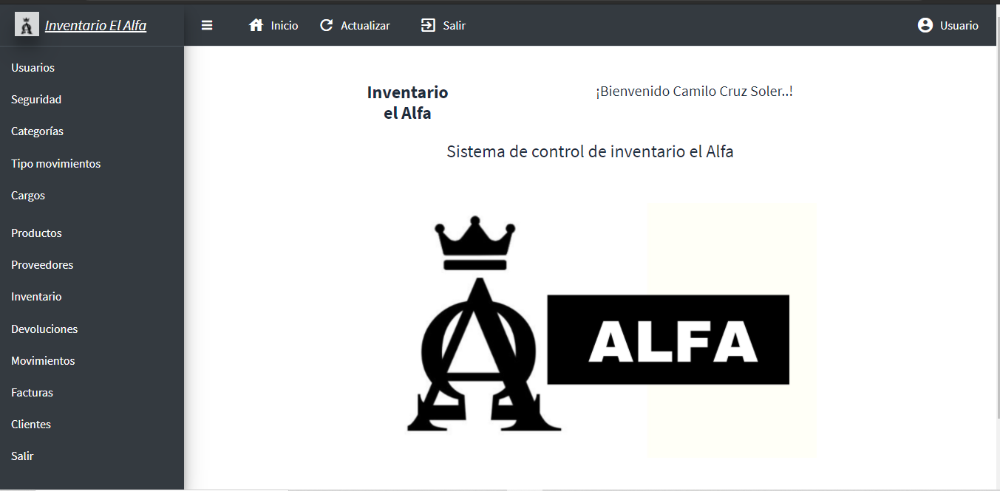 Inventario El Alfa
Inicio
Actualizar
Salir
Usuario
Usuarios
Seguridad
Categorías
Tipo movimientos
Cargos
Productos
Proveedores
Inventario
Devoluciones
Movimientos
Facturas
Clientes
Salir
Inventario
el Alfa
¡Bienvenido Camilo Cruz Soler..!
Sistema de control de inventario el Alfa
ALFA